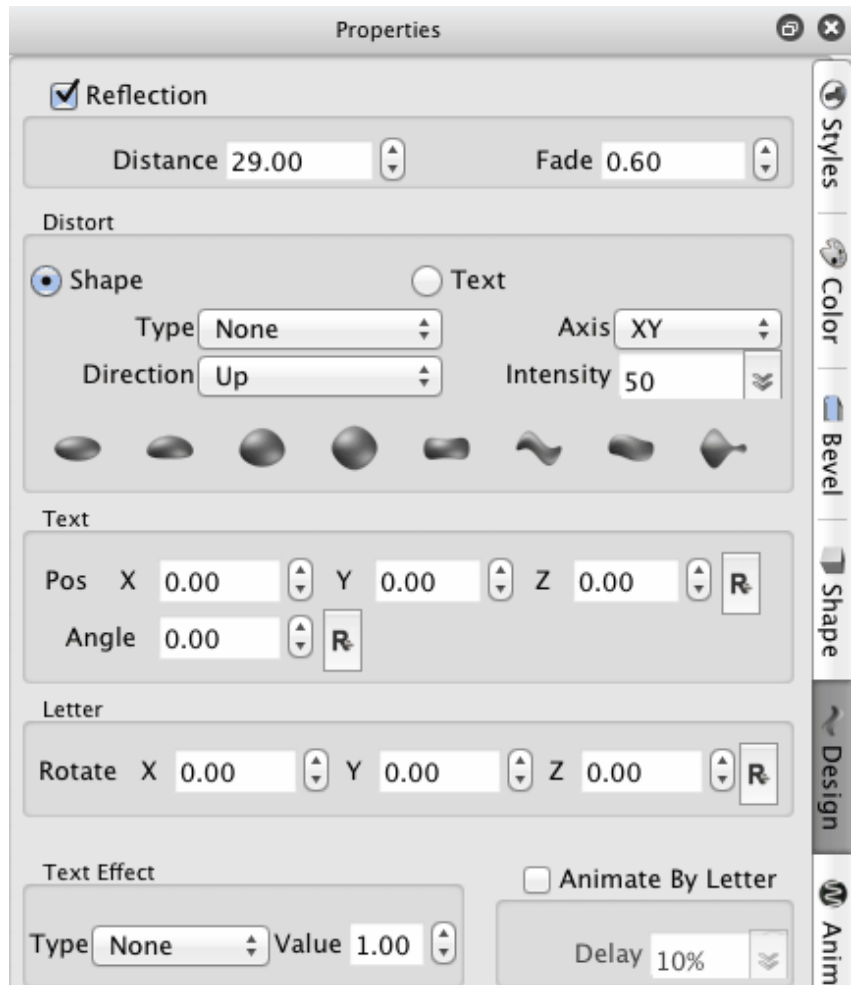 Properties
Reflection
Distance 29.00 Fade 0.60
Distort
Shape Text
Type None Axis XY
Direction Up Intensity 50
Text
Pos X 0.00 Y 0.00 Z 0.00 R
Angle 0.00 R
Letter
Rotate X 0.00 Y 0.00 Z 0.00 R
Text Effect Animate By Letter
Type None Value 1.00 Delay 10%
Styles
Color
Bevel
Shape
Design
Anim